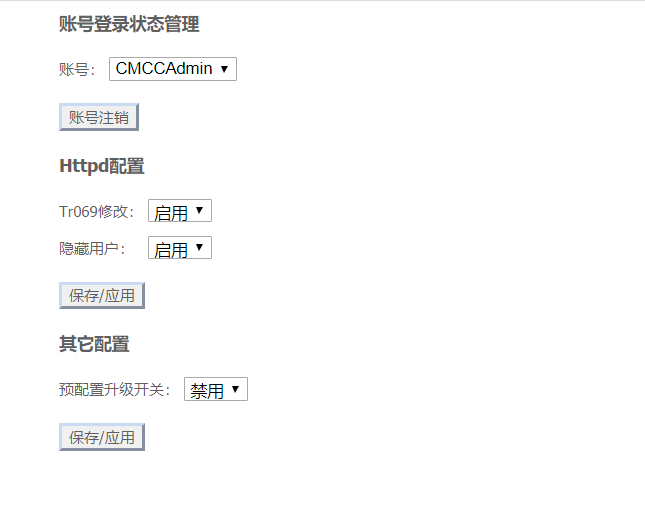 账号登录状态管理
账号： CMCCAdmin
账号注销
Httpd配置
Tr069修改： 启用
隐藏用户： 启用
保存/应用
其它配置
预配置升级开关： 禁用
保存/应用